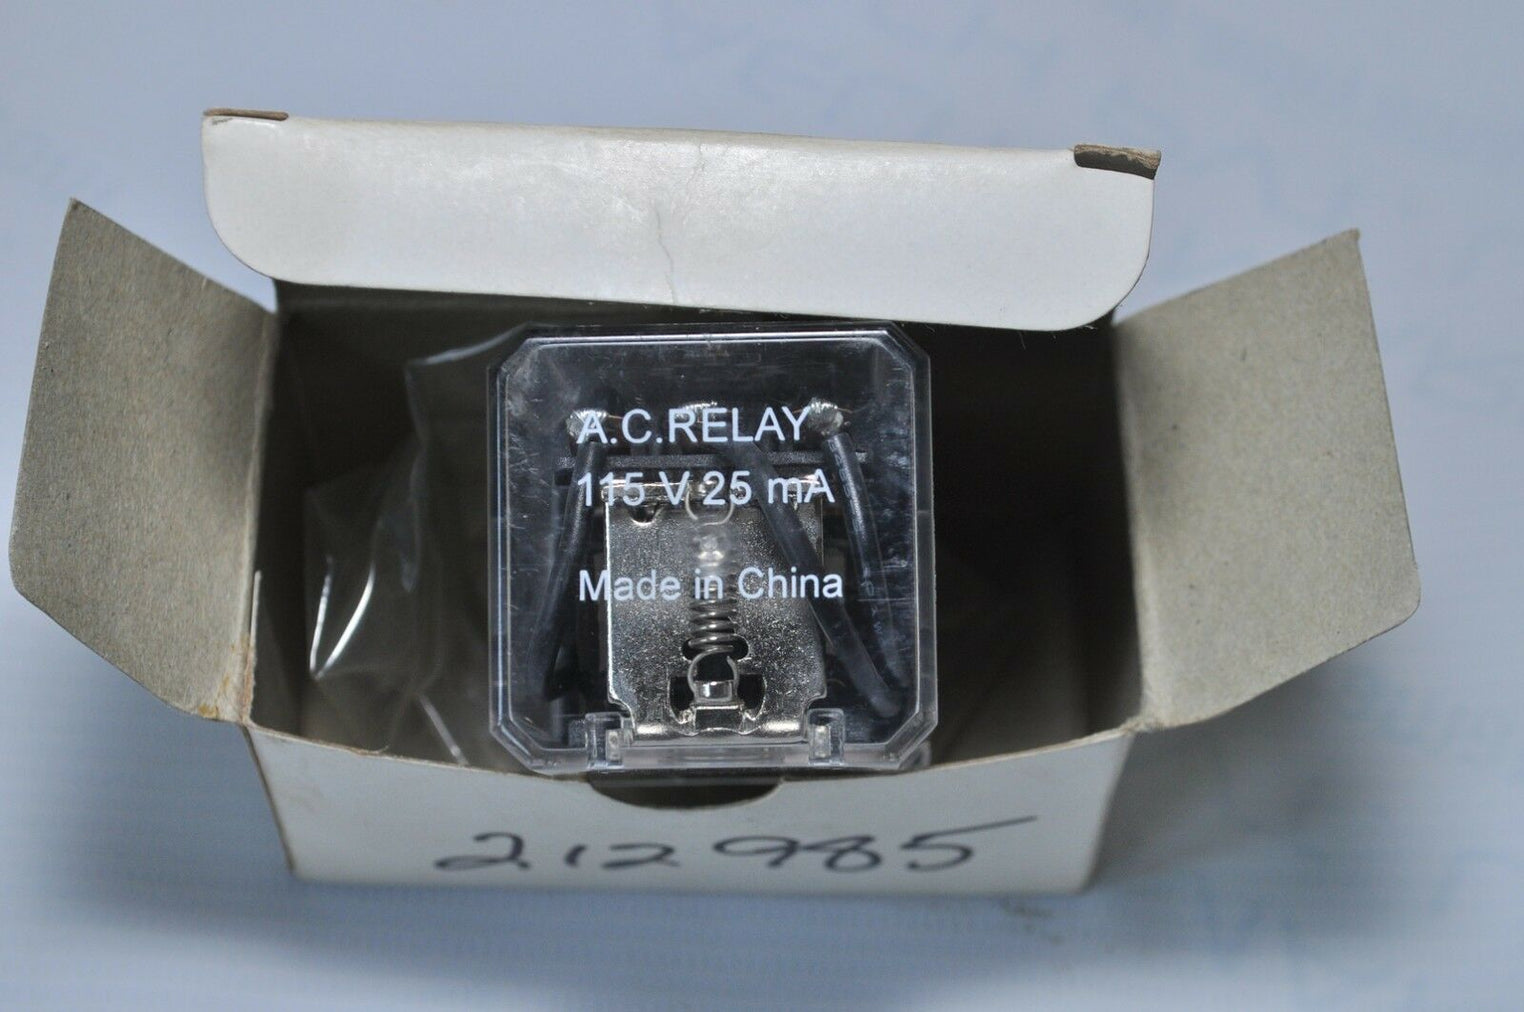 A.C.RELAY
115 V 25 mA
Made in China
212985